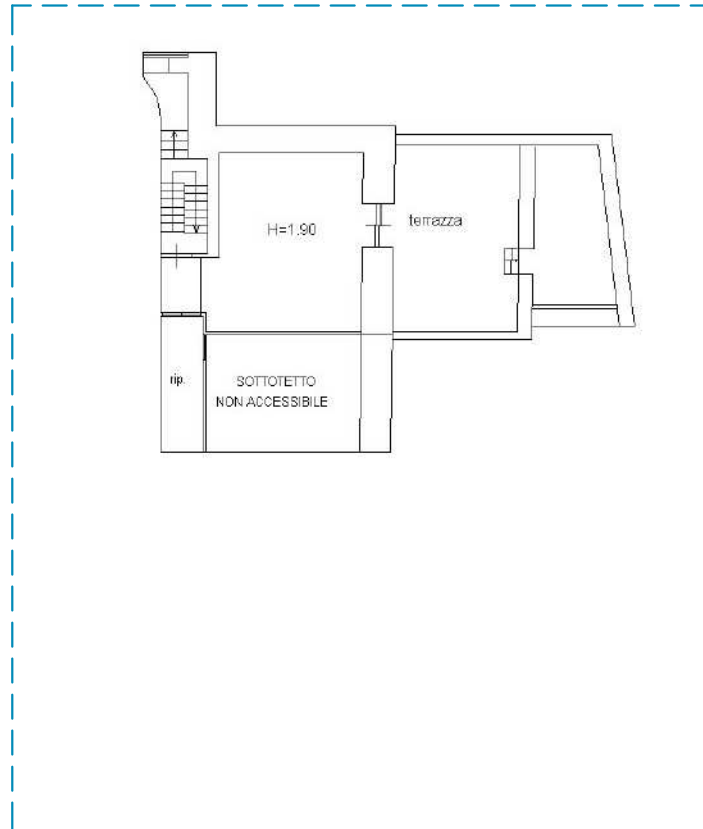 H=1.90
terrazza
rip.
SOTTOTETTO
NON ACCESSIBILE